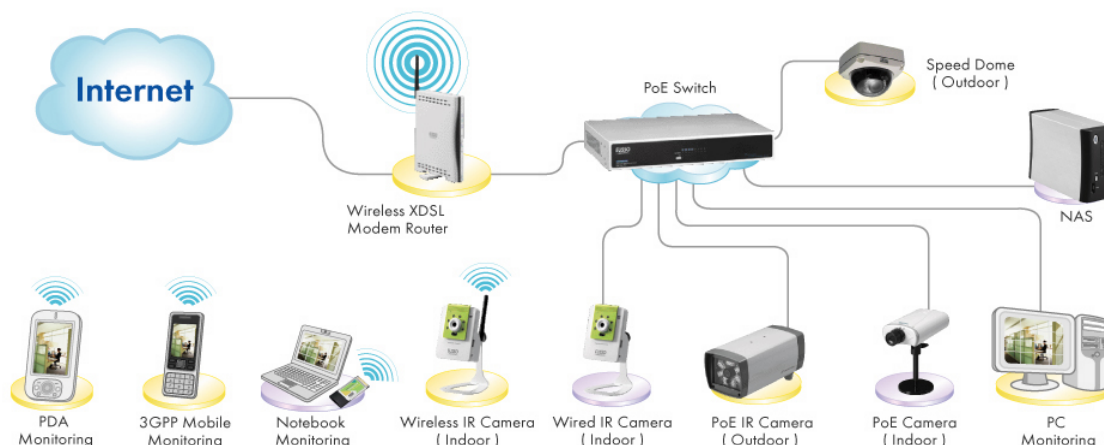 Internet
Speed Dome
( Outdoor )
PoE Switch
Wireless XDSL
Modem Router
NAS
PDA
Monitoring
3GPP Mobile
Monitoring
Notebook
Monitoring
Wireless IR Camera
( Indoor )
Wired IR Camera
( Indoor )
PoE IR Camera
( Outdoor )
PoE Camera
( Indoor )
PC
Monitoring